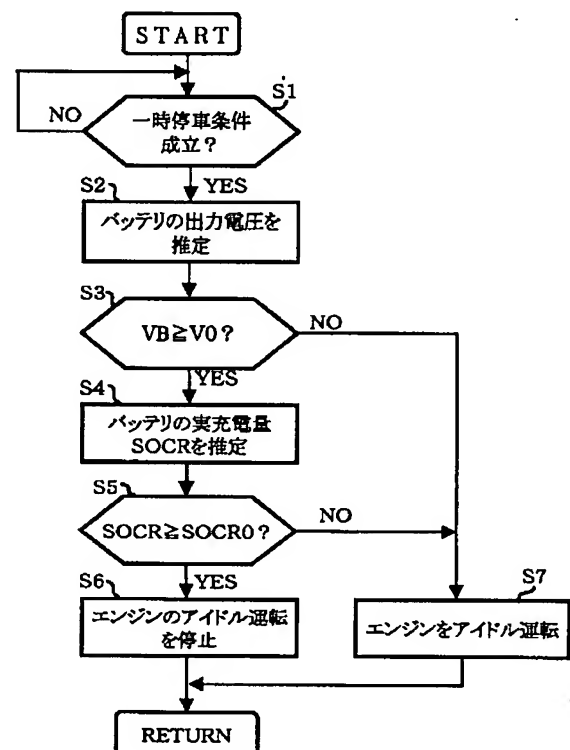 START
S1
NO
一時停車条件
成立？
YES
S2
バッテリの出力電圧を
推定
S3
VB≧V0？
NO
YES
S4
バッテリの実充電量
SOCRを推定
S5
SOCR≧SOCR0？
NO
YES
S6
エンジンのアイドル運転
を停止
S7
エンジンをアイドル運転
RETURN